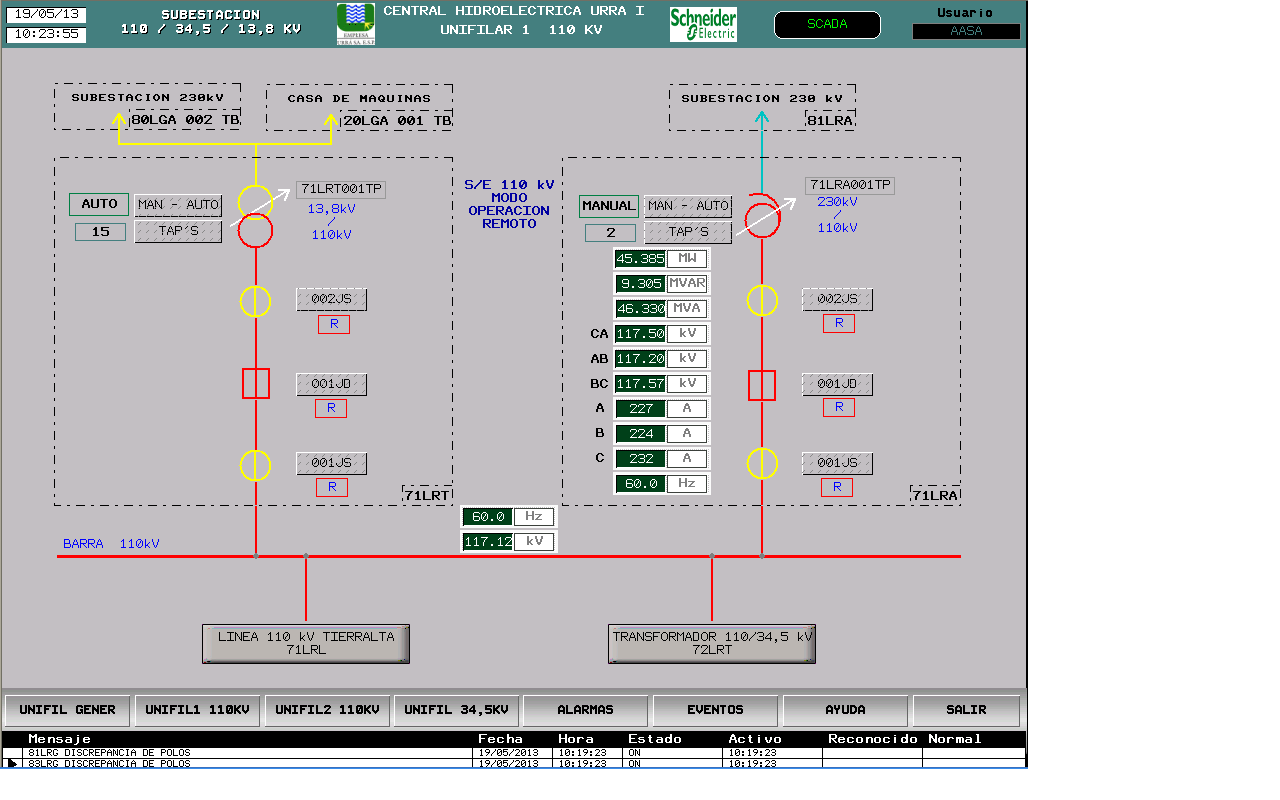 19/05/13
10:23:55
SUBESTACION
110 / 34,5 / 13,8 KV
EMPRESA
URRA S.A. E.S.P.
CENTRAL HIDROELECTRICA URRA I
UNIFILAR 1 110 KV
Schneider
Electric
SCADA
Usuario
AASA
SUBESTACION 230kV
80LGA 002 TB
CASA DE MAQUINAS
20LGA 001 TB
SUBESTACION 230 kV
81LRA
AUTO
MAN - AUTO
15
TAP'S
71LRT001TP
13,8kV
/
110kV
002JS
R
001JD
R
001JS
R
71LRT
S/E 110 kV
MODO
OPERACION
REMOTO
MANUAL
MAN - AUTO
2
TAP'S
71LRA001TP
230kV
/
110kV
45.385 MW
9.305 MVAR
46.330 MVA
CA 117.50 kV
AB 117.20 kV
BC 117.57 kV
A 227 A
B 224 A
C 232 A
60.0 Hz
002JS
R
001JD
R
001JS
R
71LRA
60.0 Hz
117.12 kV
BARRA 110kV
LINEA 110 kV TIERRALTA
71LRL
TRANSFORMADOR 110/34,5 kV
72LRT
UNIFIL GENER
UNIFIL1 110KV
UNIFIL2 110KV
UNIFIL 34,5KV
ALARMAS
EVENTOS
AYUDA
SALIR
Mensaje Fecha Hora Estado Activo Reconocido Normal
81LRG DISCREPANCIA DE POLOS 19/05/2013 10:19:23 ON 10:19:23
83LRG DISCREPANCIA DE POLOS 19/05/2013 10:19:23 ON 10:19:23